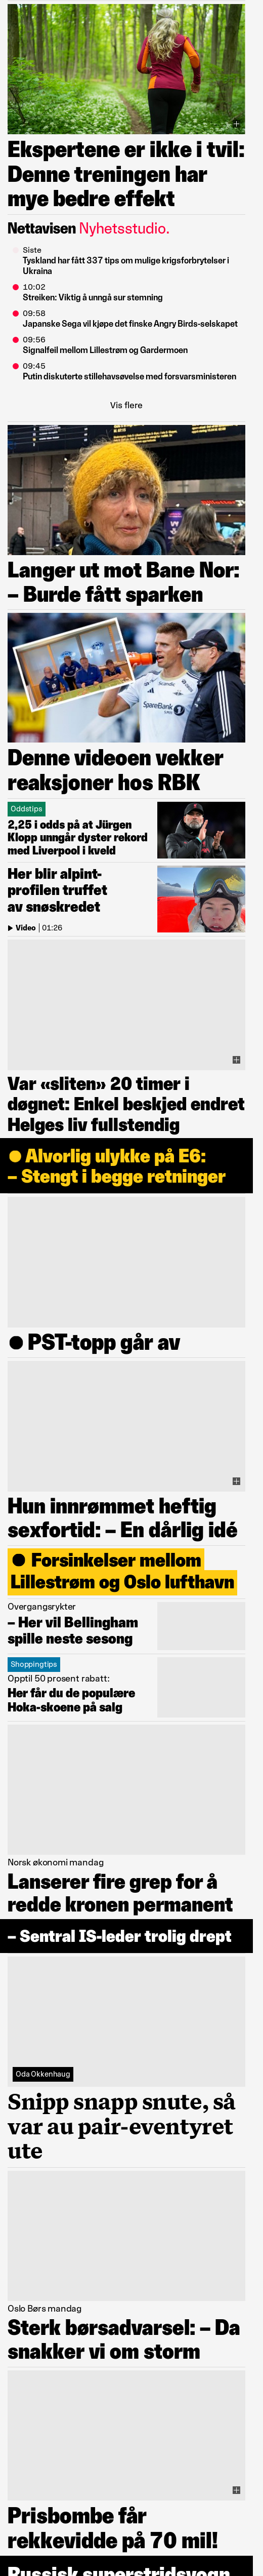 Ekspertene er ikke i tvil:
Denne treningen har
mye bedre effekt
Nettavisen Nyhetsstudio.
Siste
Tyskland har fått 337 tips om mulige krigsforbrytelser i
Ukraina
10:02
Streiken: Viktig å unngå sur stemning
09:58
Japanske Sega vil kjøpe det finske Angry Birds-selskapet
09:56
Signalfeil mellom Lillestrøm og Gardermoen
09:45
Putin diskuterte stillehavsøvelse med forsvarsministeren
Vis flere
Langer ut mot Bane Nor:
– Burde fått sparken
SpareBank
Denne videoen vekker
reaksjoner hos RBK
Oddstips
2,25 i odds på at Jürgen
Klopp unngår dyster rekord
med Liverpool i kveld
Her blir alpint-
profilen truffet
av snøskredet
Video | 01:26
Var «sliten» 20 timer i
døgnet: Enkel beskjed endret
Helges liv fullstendig
Alvorlig ulykke på E6:
– Stengt i begge retninger
PST-topp går av
Hun innrømmet heftig
sexfortid: – En dårlig idé
Forsinkelser mellom
Lillestrøm og Oslo lufthavn
Overgangsrykter
– Her vil Bellingham
spille neste sesong
Shoppingtips
Opptil 50 prosent rabatt:
Her får du de populære
Hoka-skoene på salg
Norsk økonomi mandag
Lanserer fire grep for å
redde kronen permanent
– Sentral IS-leder trolig drept
Oda Okkenhaug
Snipp snapp snute, så
var au pair-eventyret
ute
Oslo Børs mandag
Sterk børsadvarsel: – Da
snakker vi om storm
Prisbombe får
rekkevidde på 70 mil!
Russisk superstridsvogn